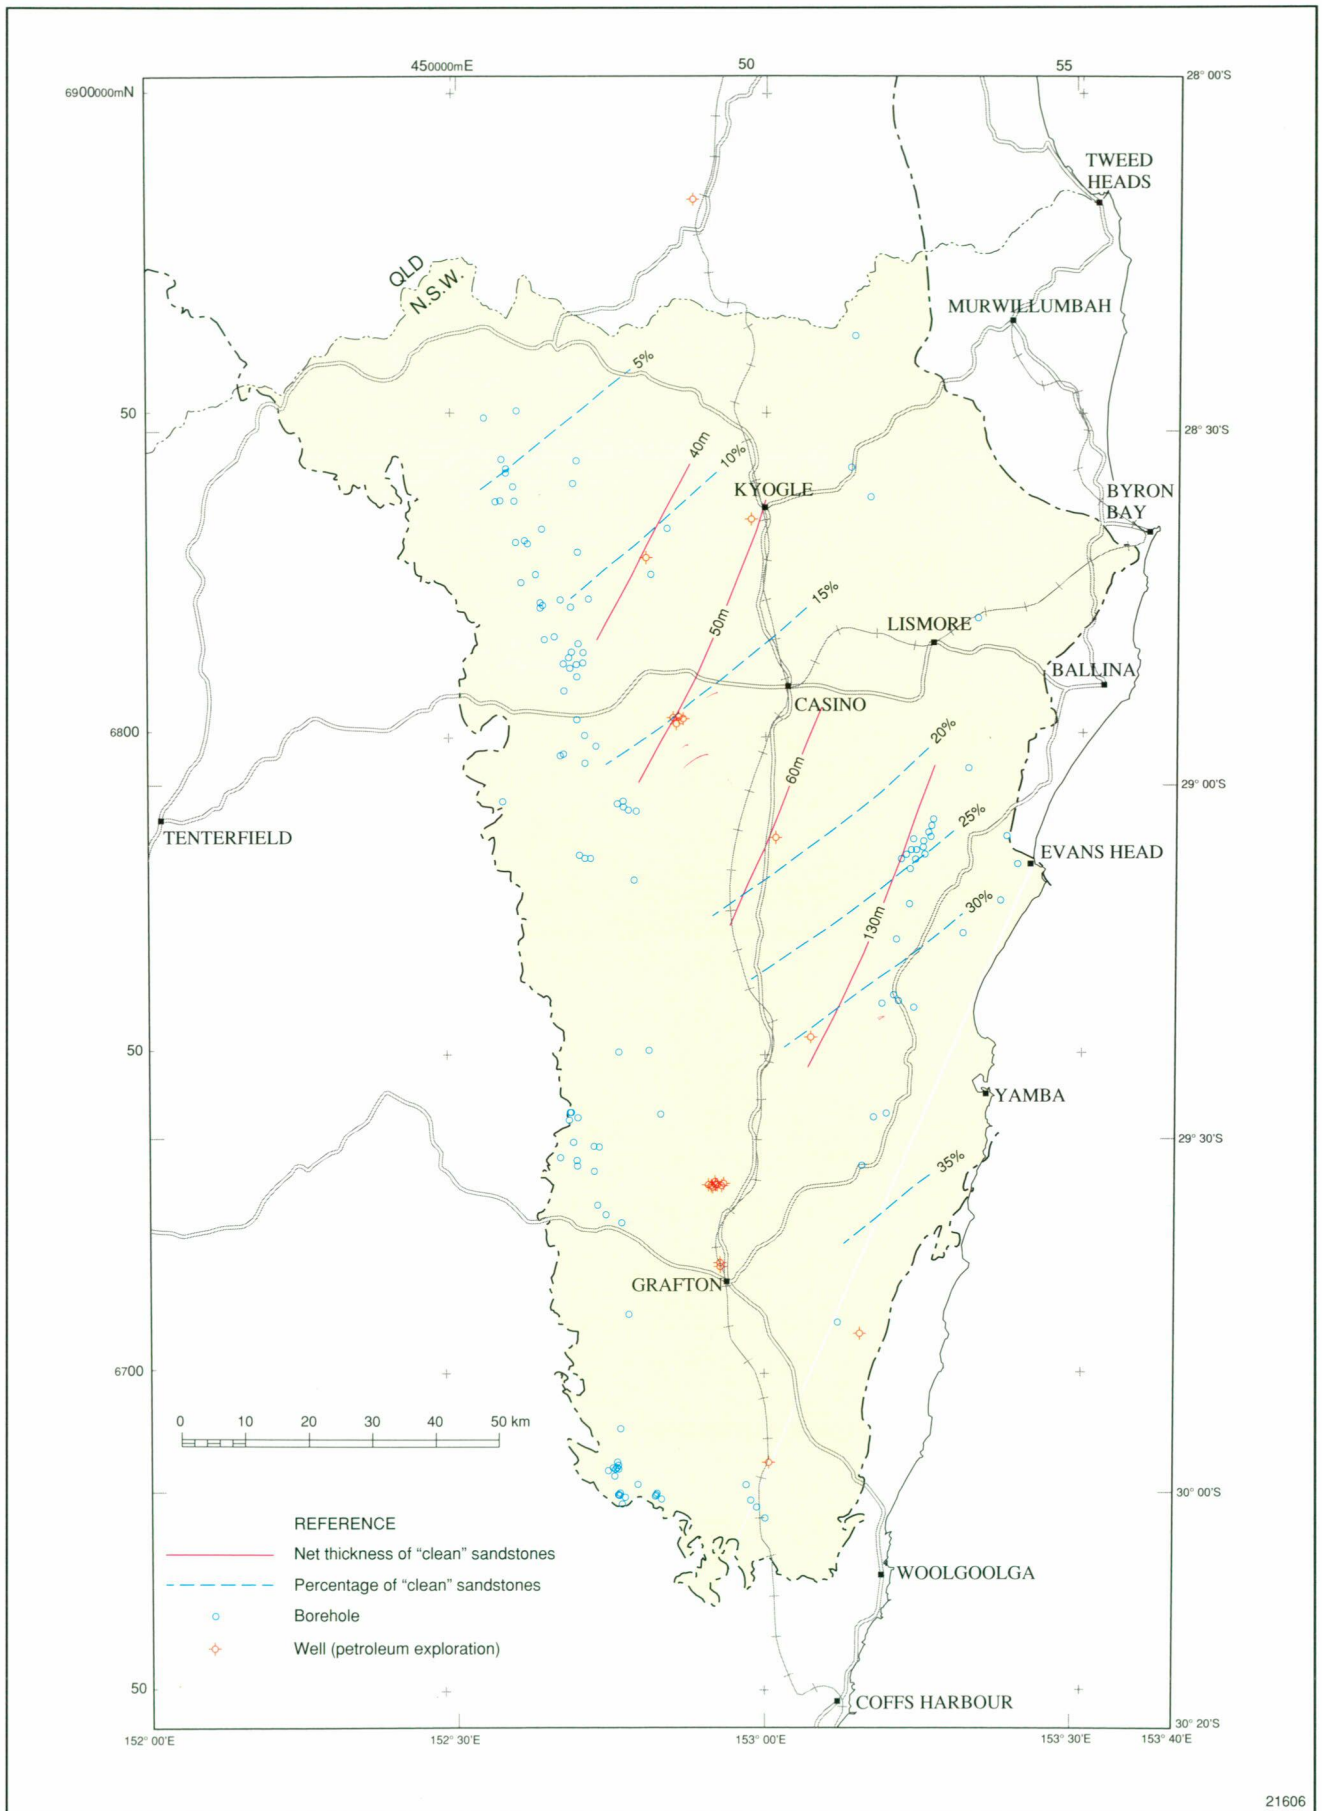 450000mE
50
55
6900000mN
28° 00'S
TWEED
HEADS
QLD
N.S.W.
MURWILLUMBAH
5%
50
28° 30'S
40m
10%
KYOGLE
BYRON
BAY
15%
50m
LISMORE
BALLINA
CASINO
6800
20%
60m
29° 00'S
25%
TENTERFIELD
EVANS HEAD
30%
130m
50
YAMBA
29° 30'S
35%
GRAFTON
6700
0 10 20 30 40 50 km
30° 00'S
REFERENCE
Net thickness of “clean” sandstones
Percentage of “clean” sandstones
WOOLGOOLGA
Borehole
Well (petroleum exploration)
50
COFFS HARBOUR
30° 20'S
152° 00'E
152° 30'E
153° 00'E
153° 30'E
153° 40'E
21606